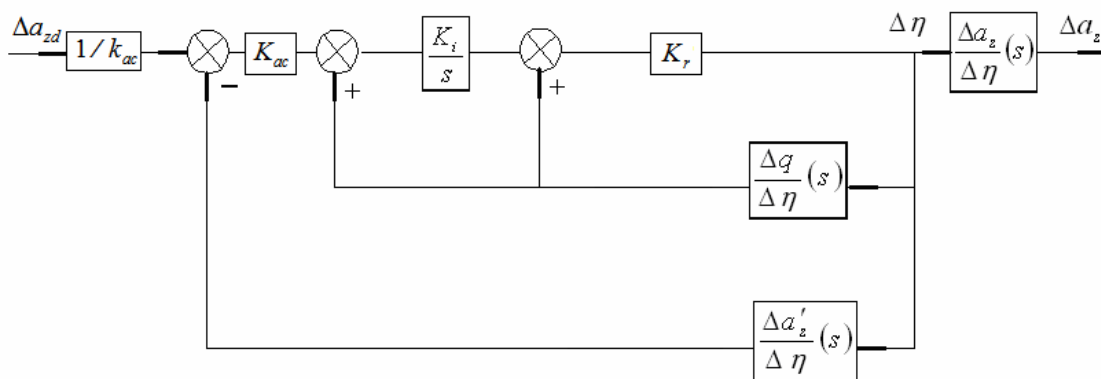 Δa_zd
1/k_ac
−
K_ac
+
K_i
s
+
K_r
Δη
Δa_z
Δη
(s)
Δa_z
Δq
Δη
(s)
Δa′_z
Δη
(s)